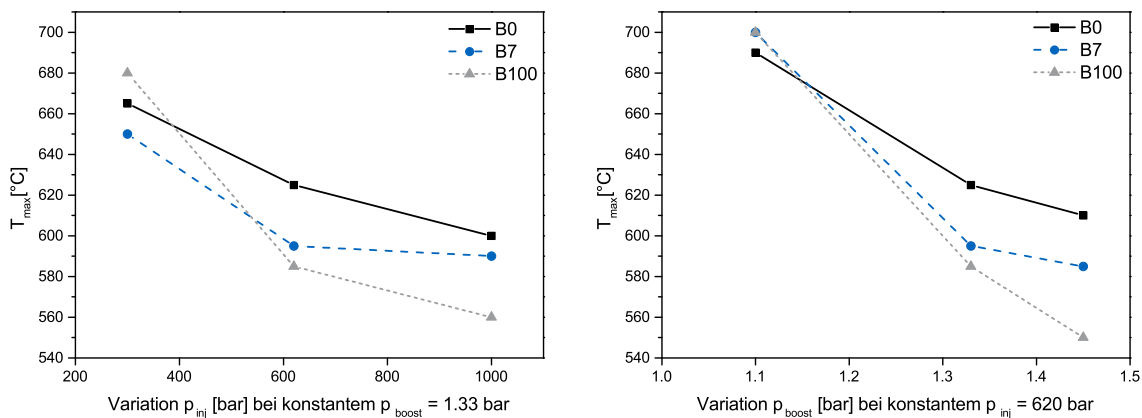 700
680
660
640
620
600
580
560
540
T max [°C]
B0
B7
B100
200
400
600
800
1000
Variation p inj [bar] bei konstantem p boost = 1.33 bar
700
680
660
640
620
600
580
560
540
T max [°C]
B0
B7
B100
1.0
1.1
1.2
1.3
1.4
1.5
Variation p boost [bar] bei konstantem p inj = 620 bar